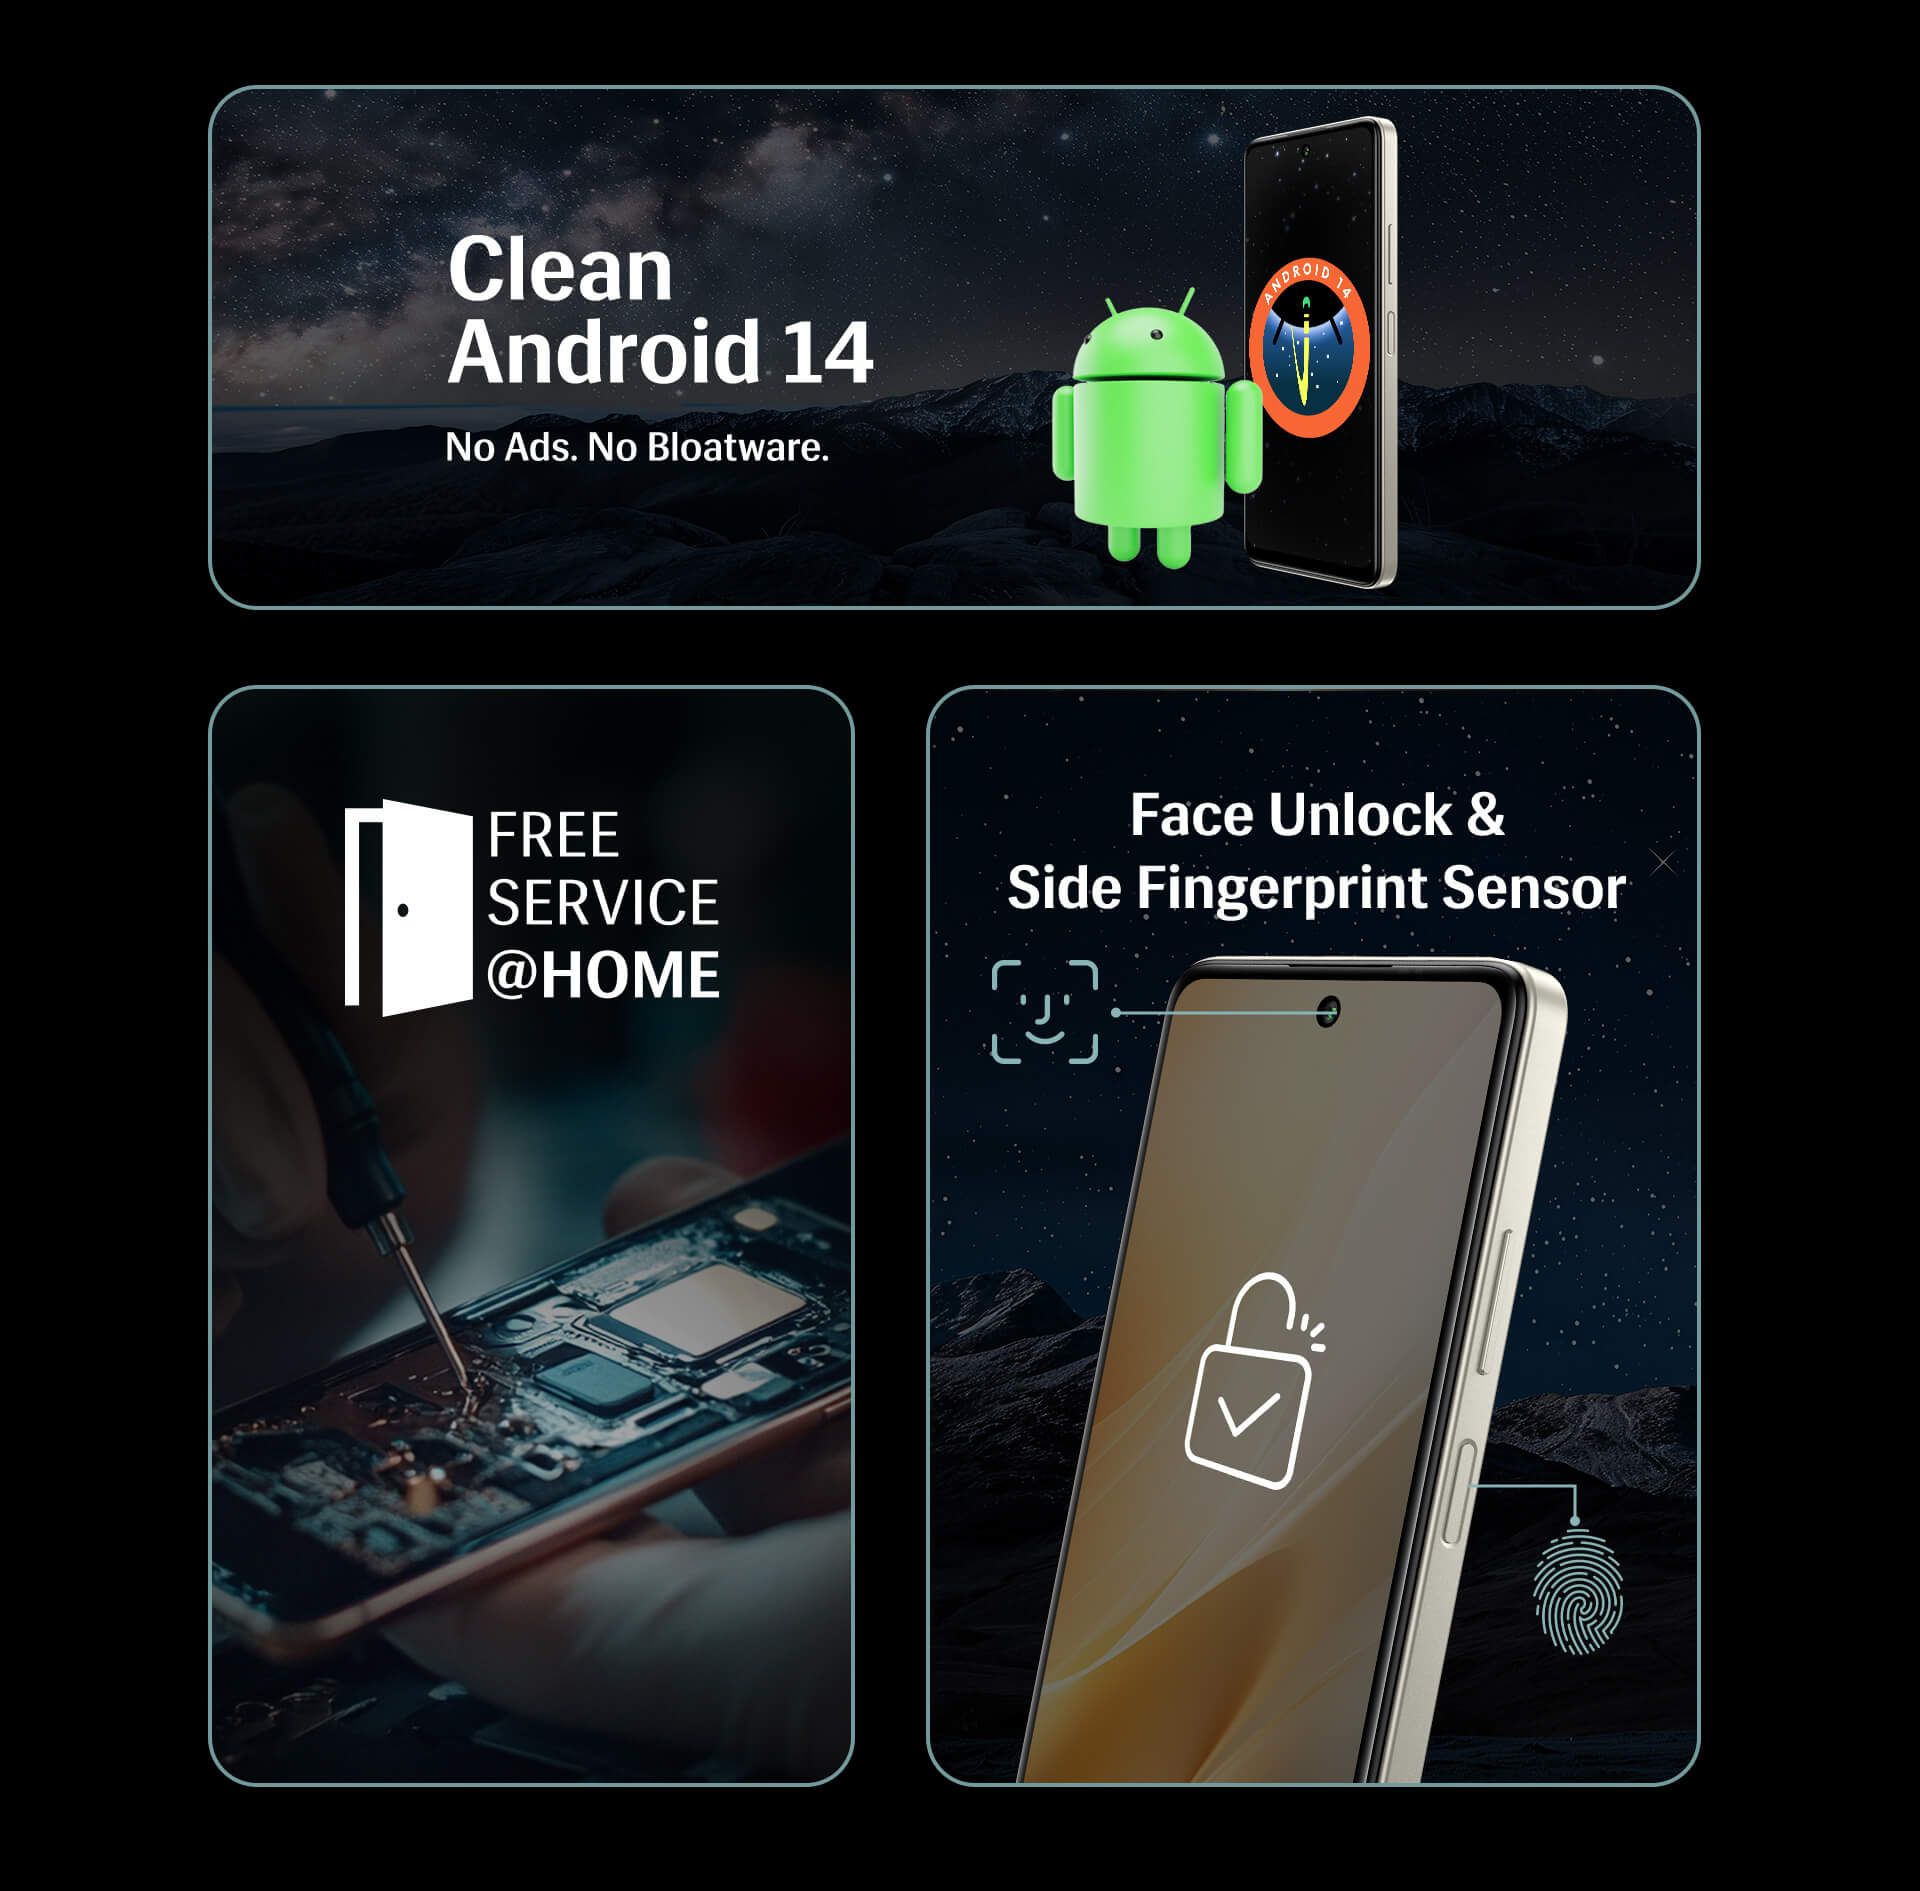 Clean
Android 14
No Ads. No Bloatware.
ANDROID 14
FREE
SERVICE
@HOME
Face Unlock &
Side Fingerprint Sensor